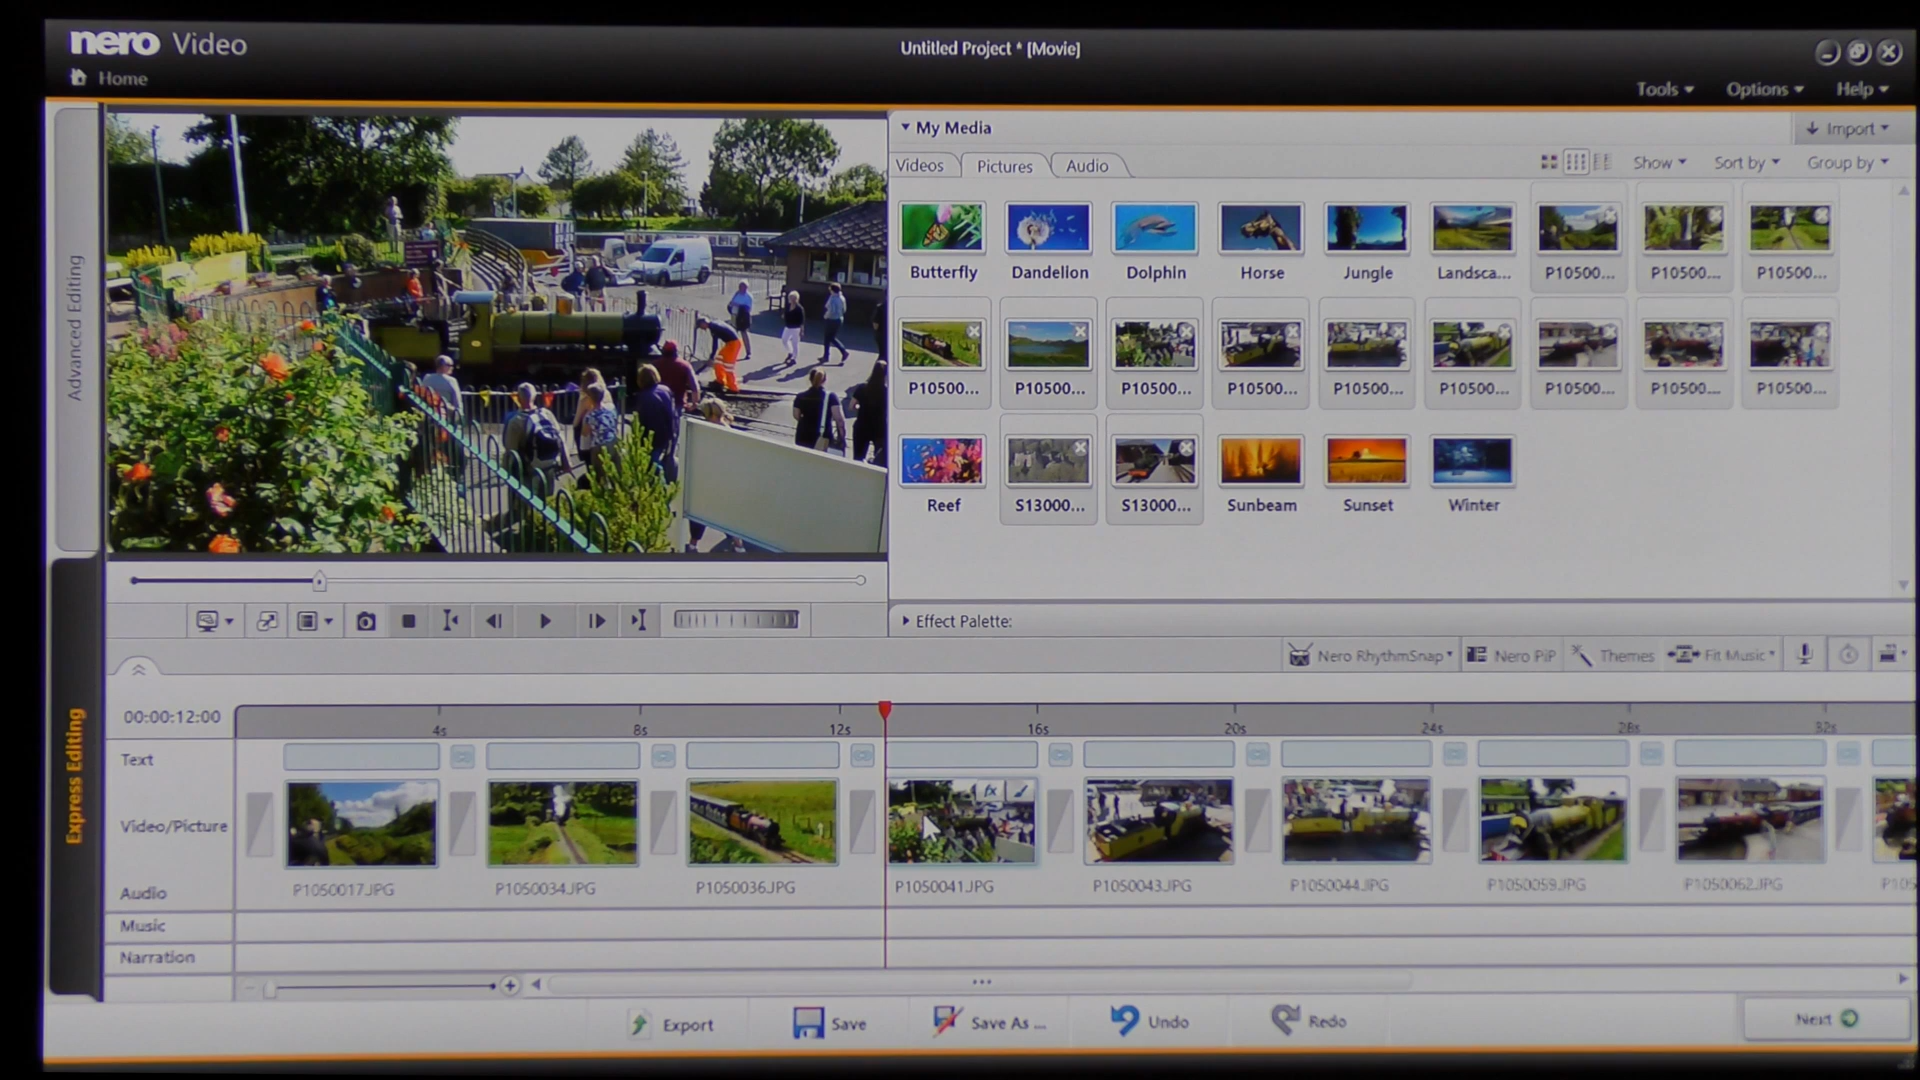 nero Video
Untitled Project * [Movie]
Home
Tools
Options
Help
My Media
Import
Videos
Pictures
Audio
Show
Sort by
Group by
Butterfly
Dandelion
Dolphin
Horse
Jungle
Landsca...
P10500...
P10500...
P10500...
P10500...
P10500...
P10500...
P10500...
P10500...
P10500...
P10500...
P10500...
P10500...
Reef
S13000...
S13000...
Sunbeam
Sunset
Winter
Advanced Editing
Effect Palette:
Nero RhythmSnap
Nero PiP
Themes
Fit Music
Express Editing
00:00:12:00
4s
8s
12s
16s
20s
24s
28s
32s
Text
Video/Picture
fx
P1050017.JPG
P1050034.JPG
P1050036.JPG
P1050041.JPG
P1050043.JPG
P1050044.JPG
P1050059.JPG
P1050062.JPG
P105
Audio
Music
Narration
Export
Save
Save As ...
Undo
Redo
Next